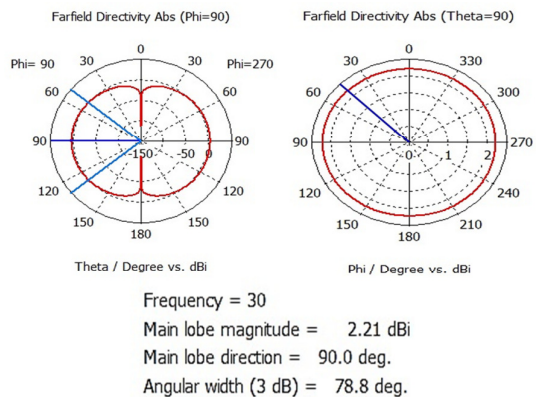 Farfield Directivity Abs (Phi=90)
0
Phi= 90 30 30 Phi=270
60 60
90 -150 -50 0 90
120 120
150 150
180
Theta / Degree vs. dBi
Farfield Directivity Abs (Theta=90)
0
30 330
60 300
90 0 1 2 270
120 240
150 210
180
Phi / Degree vs. dBi
Frequency = 30
Main lobe magnitude = 2.21 dBi
Main lobe direction = 90.0 deg.
Angular width (3 dB) = 78.8 deg.